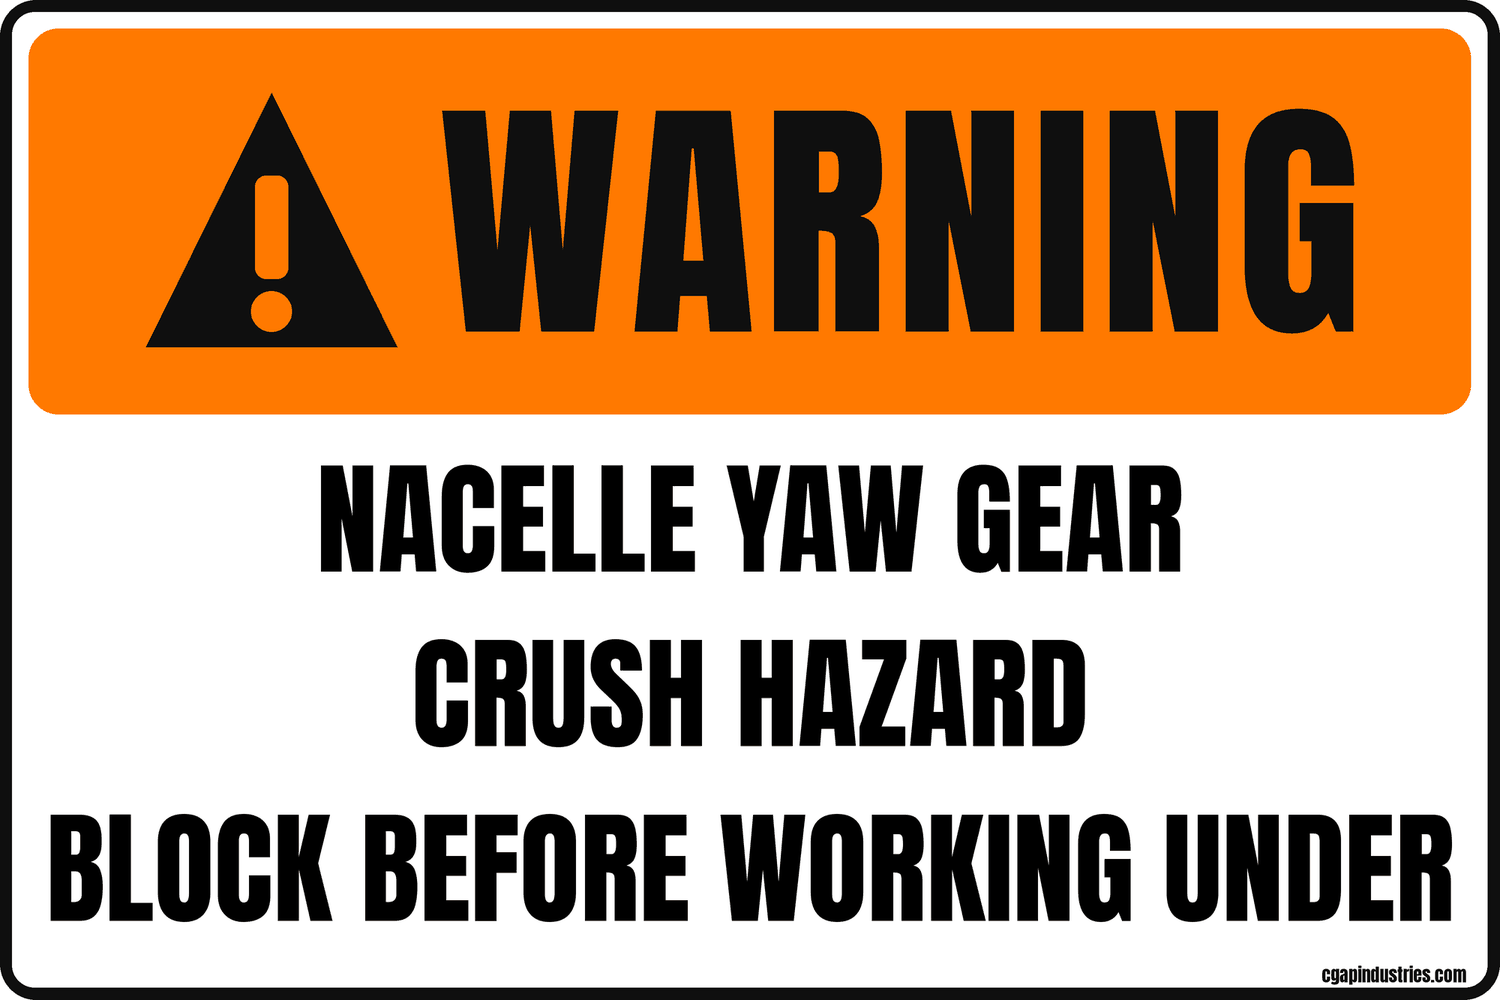 WARNING
NACELLE YAW GEAR
CRUSH HAZARD
BLOCK BEFORE WORKING UNDER
cgapindustries.com